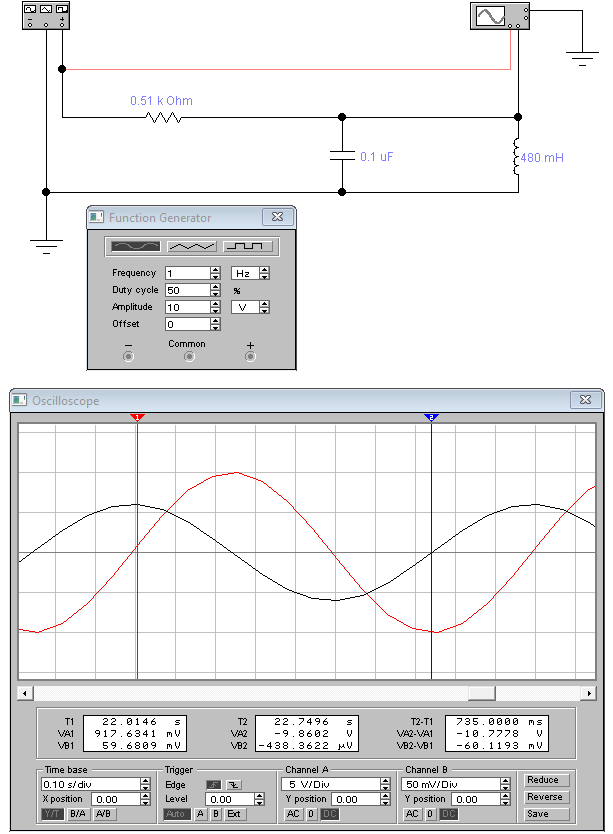 0.51 k Ohm
0.1 uF
480 mH
Function Generator
Frequency 1 Hz
Duty cycle 50 %
Amplitude 10 V
Offset 0
− Common +
Oscilloscope
1 2
T1 22.0146 s T2 22.7496 s T2-T1 735.0000 ms
VA1 917.6341 mV VA2 -9.8602 V VA2-VA1 -10.7778 V
VB1 59.6809 mV VB2 -438.3622 µV VB2-VB1 -60.1193 mV
Time base Trigger Channel A Channel B Reduce
0.10 s/div Edge 5 V/Div 50 mV/Div
X position 0.00 Level 0.00 Y position 0.00 Y position 0.00 Reverse
Y/T B/A A/B Auto A B Ext AC 0 DC AC 0 DC Save